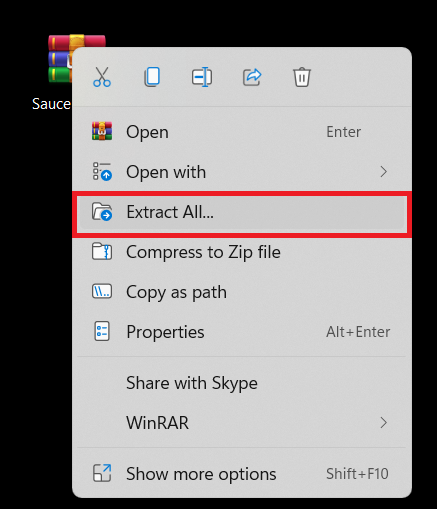 Sauce
Open Enter
Open with
Extract All...
Compress to Zip file
Copy as path
Properties Alt+Enter
Share with Skype
WinRAR
Show more options Shift+F10